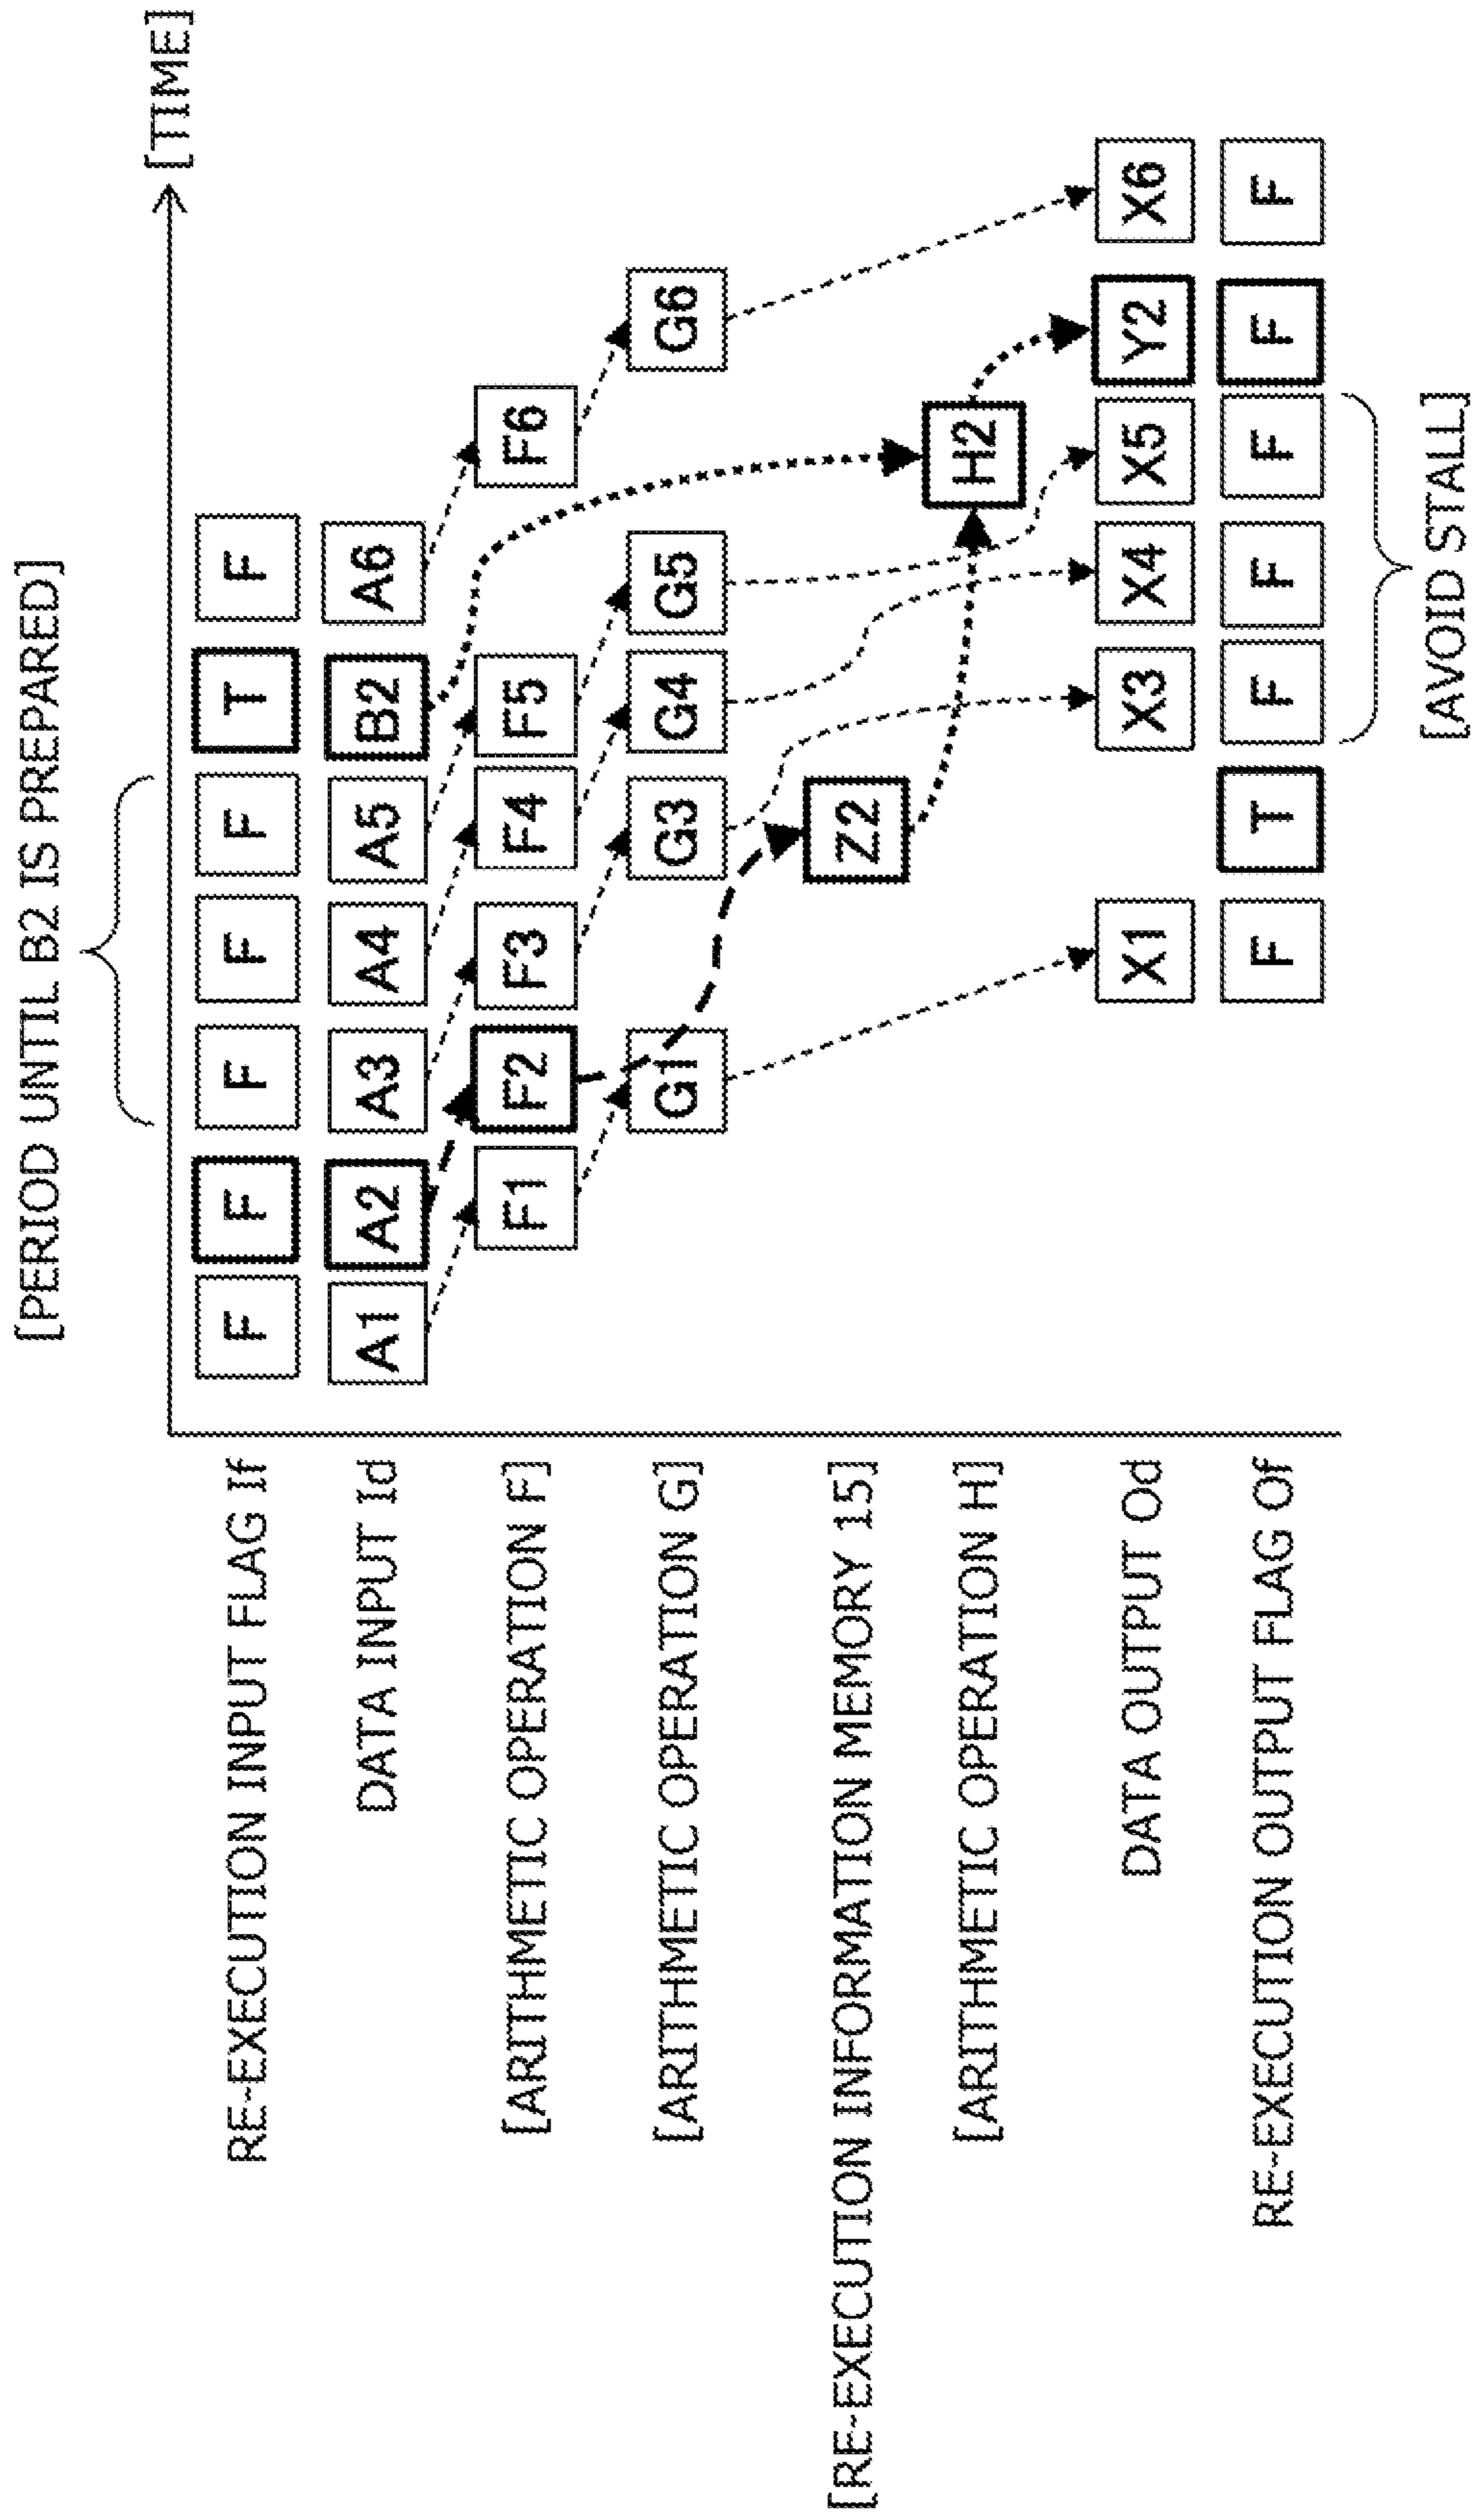 [PERIOD UNTIL B2 IS PREPARED]
[TIME]
RE-EXECUTION INPUT FLAG If F F F F F T F
DATA INPUT Id A1 A2 A3 A4 A5 B2 A6
[ARITHMETIC OPERATION F] F1 F2 F3 F4 F5 F6
[ARITHMETIC OPERATION G] G1 G3 G4 G5 G6
[RE-EXECUTION INFORMATION MEMORY 15] Z2
[ARITHMETIC OPERATION H] H2
DATA OUTPUT Od X1 X3 X4 X5 Y2 X6
RE-EXECUTION OUTPUT FLAG Of F T F F F F F
[AVOID STALL]